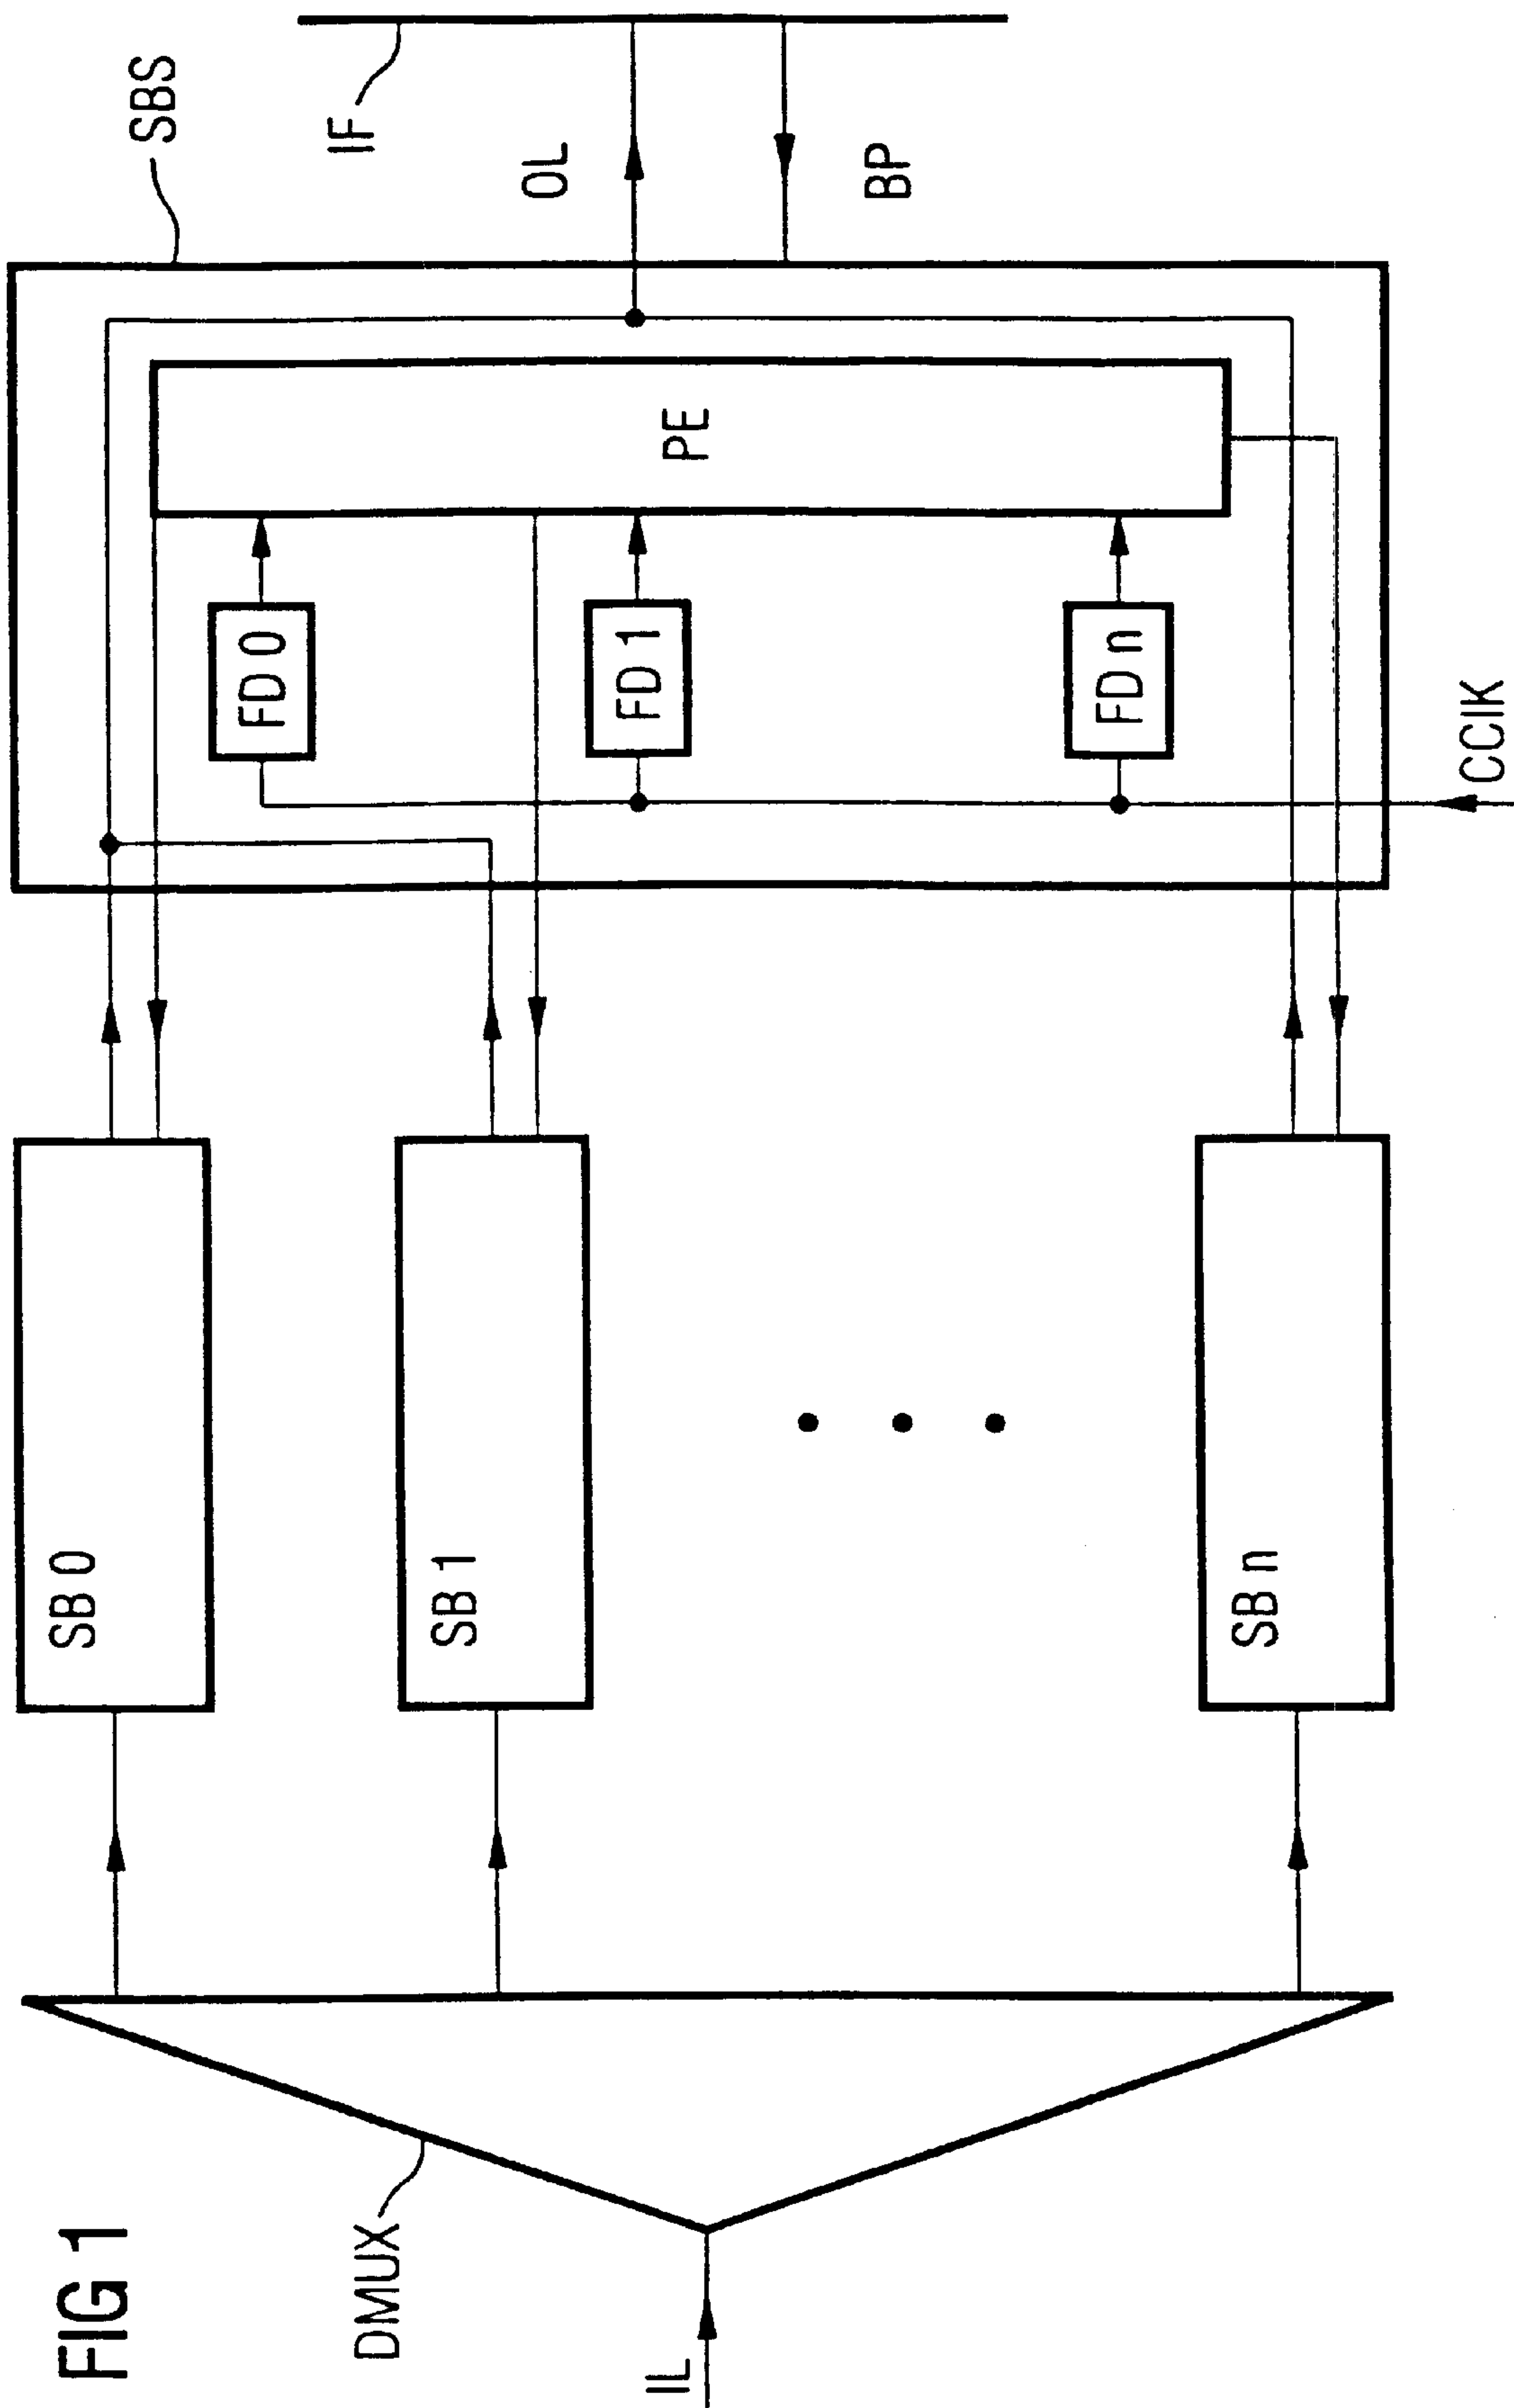 FIG 1
IL
DMUX
SB 0
SB 1
SB n
SBS
FD 0
FD 1
FD n
PE
CCIK
IF
OL
BP